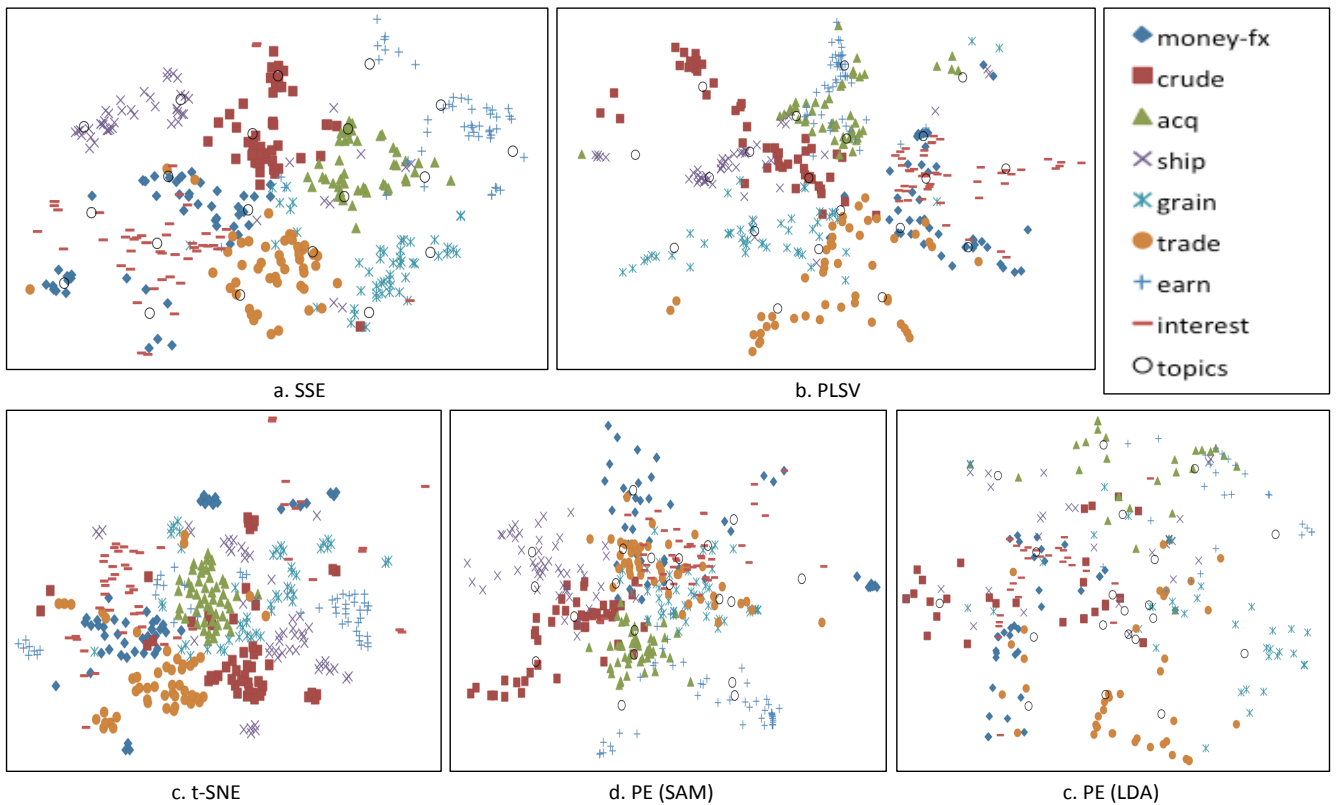 money-fx
crude
acq
ship
grain
trade
earn
interest
topics
a. SSE
b. PLSV
c. t-SNE
d. PE (SAM)
c. PE (LDA)